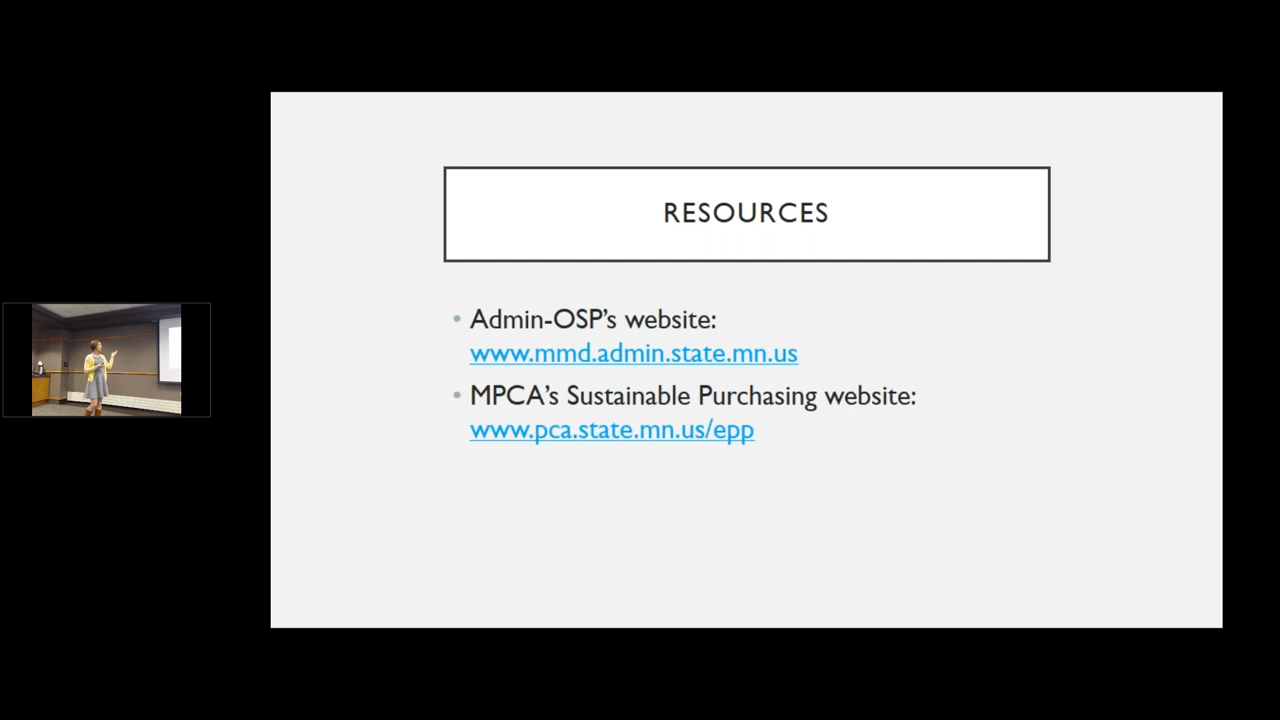 RESOURCES
• Admin-OSP’s website:
www.mmd.admin.state.mn.us
• MPCA’s Sustainable Purchasing website:
www.pca.state.mn.us/epp